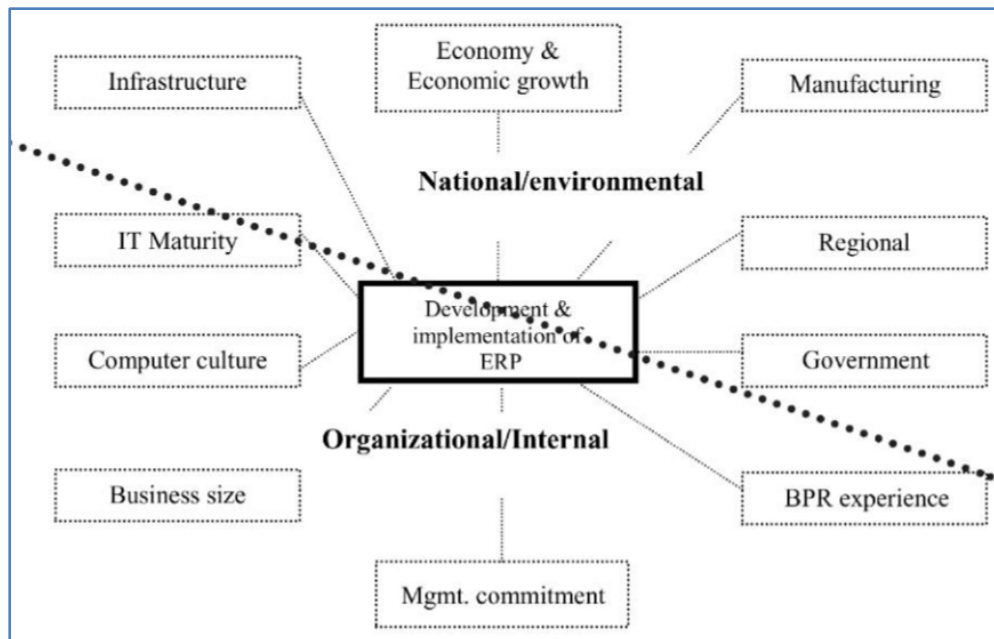 Economy &
Economic growth
Infrastructure
Manufacturing
National/environmental
IT Maturity
Regional
Development &
implementation of
ERP
Computer culture
Government
Organizational/Internal
Business size
BPR experience
Mgmt. commitment